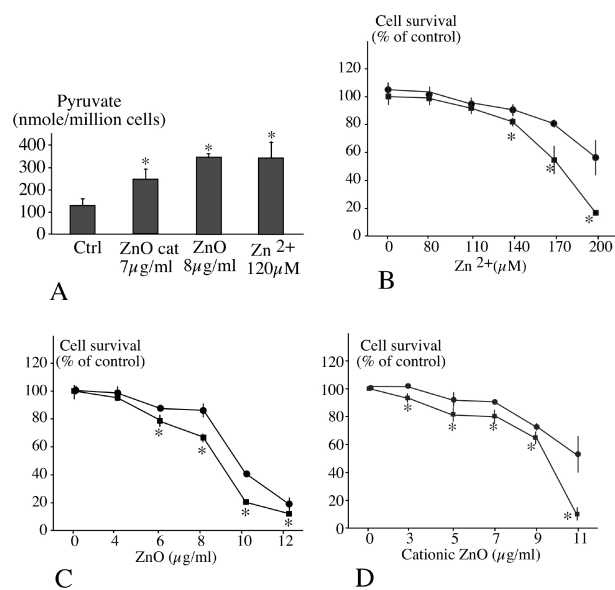 Pyruvate
(nmole/million cells)
400
300
200
100
0
*
*
*
Ctrl
ZnO cat
7µg/ml
ZnO
8µg/ml
Zn 2+
120µM
A
Cell survival
(% of control)
120
100
80
60
40
20
0
*
*
*
0 80 110 140 170 200
Zn 2+(µM)
B
Cell survival
(% of control)
120
100
80
60
40
20
0
*
*
*
*
0 4 6 8 10 12
ZnO (µg/ml)
C
Cell survival
(% of control)
120
100
80
60
40
20
0
*
*
*
*
*
0 3 5 7 9 11
Cationic ZnO (µg/ml)
D